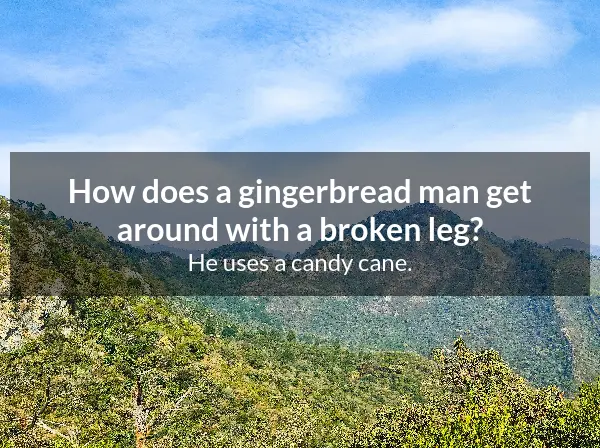 How does a gingerbread man get
around with a broken leg?
He uses a candy cane.